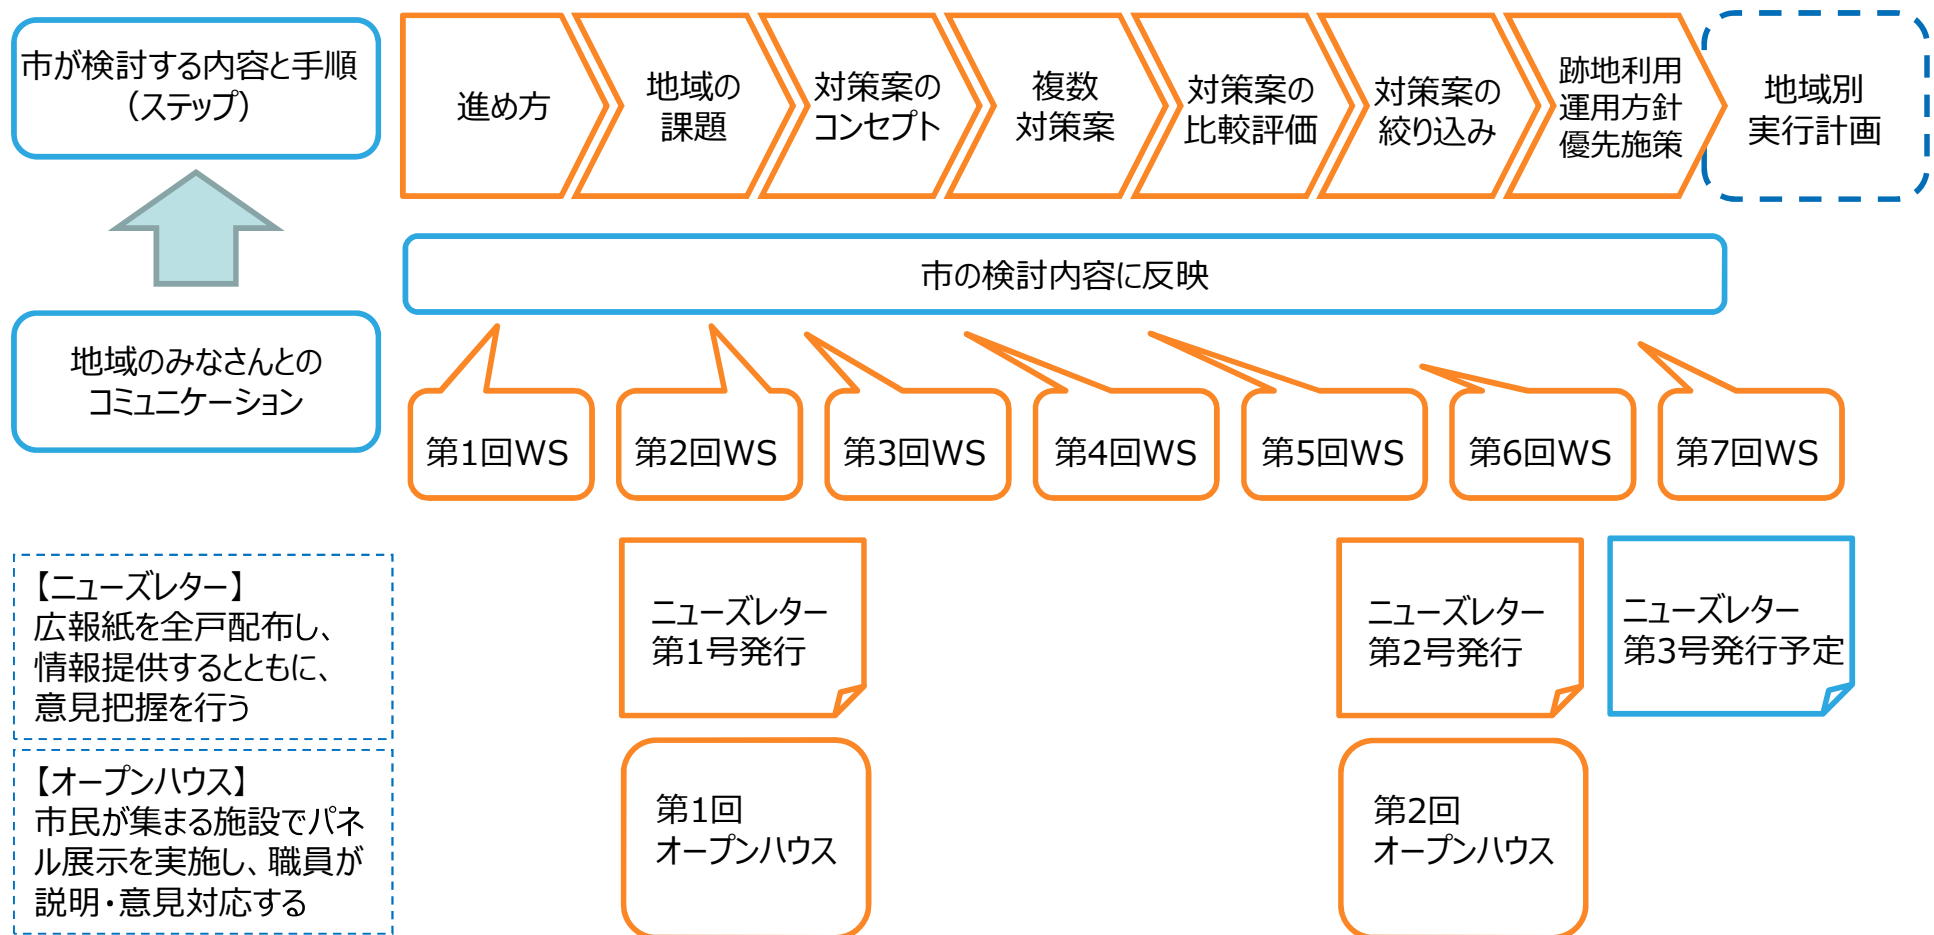 市が検討する内容と手順
（ステップ）
進め方
地域の
課題
対策案の
コンセプト
複数
対策案
対策案の
比較評価
対策案の
絞り込み
跡地利用
運用方針
優先施策
地域別
実行計画
市の検討内容に反映
地域のみなさんとの
コミュニケーション
第1回WS
第2回WS
第3回WS
第4回WS
第5回WS
第6回WS
第7回WS
【ニューズレター】
広報紙を全戸配布し、
情報提供するとともに、
意見把握を行う
ニューズレター
第1号発行
ニューズレター
第2号発行
ニューズレター
第3号発行予定
【オープンハウス】
市民が集まる施設でパネ
ル展示を実施し、職員が
説明・意見対応する
第1回
オープンハウス
第2回
オープンハウス